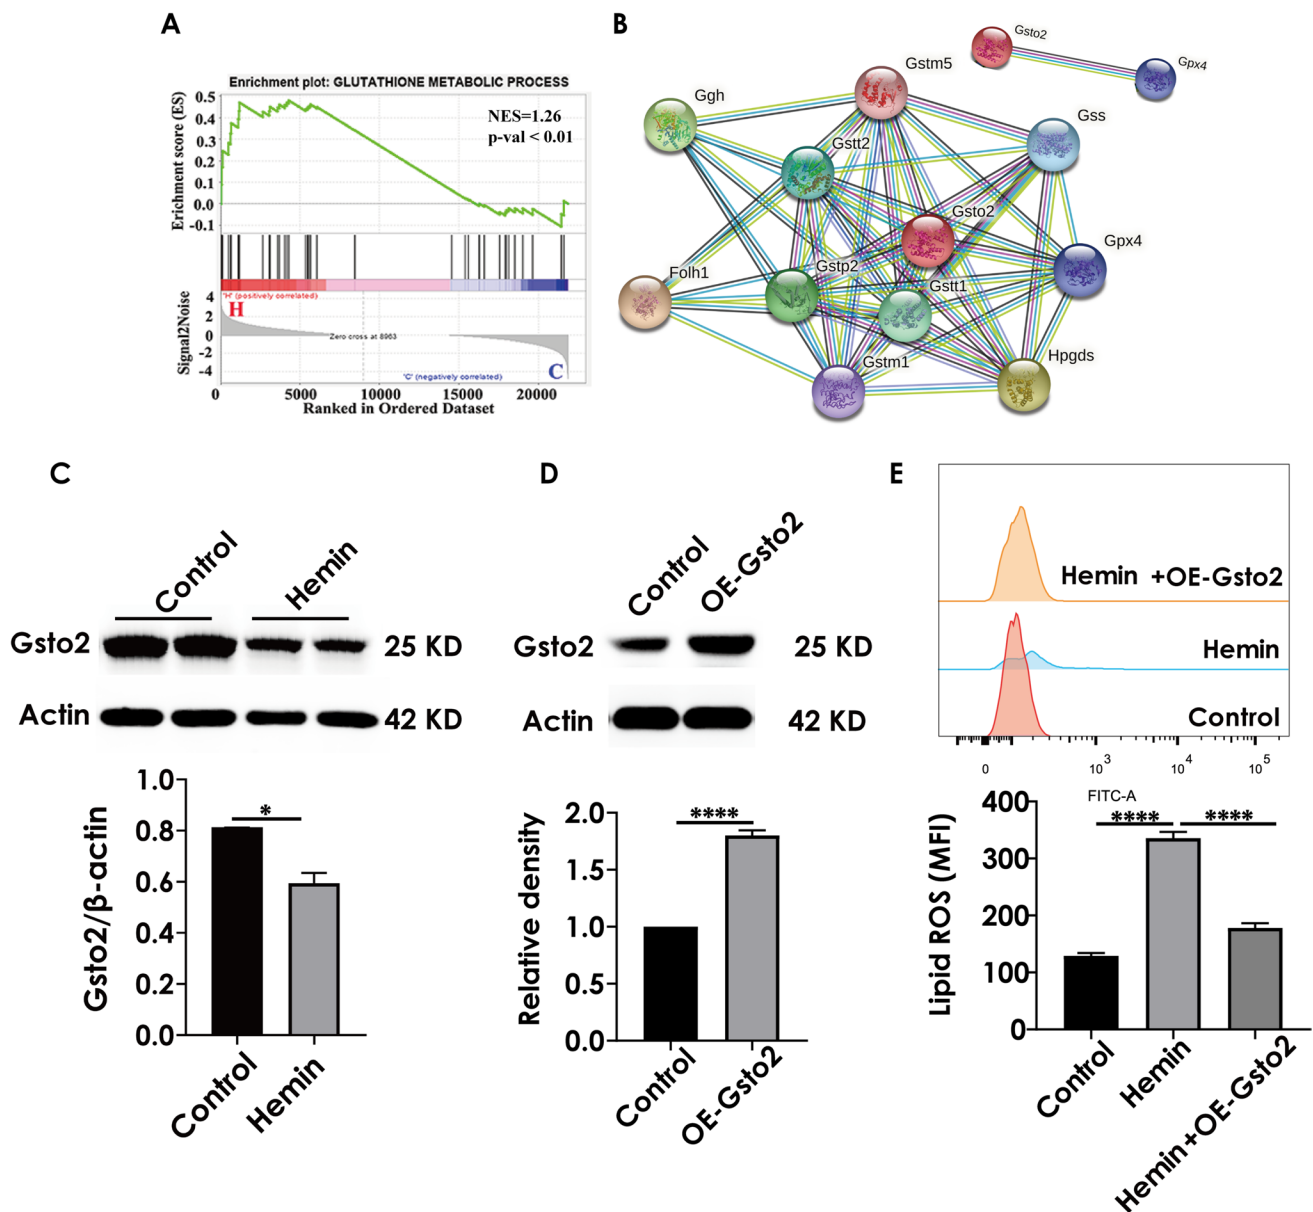 A
Enrichment plot: GLUTATHIONE METABOLIC PROCESS
Erichment score (ES)
0.5
0.4
0.3
0.2
0.1
0.0
-0.1
NES=1.26
p-val < 0.01
'H' (positively correlated)
H
Signal2Noise
4
2
0
-2
-4
Zero cross at 8963
'C' (negatively correlated)
C
0 5000 10000 15000 20000
Ranked in Ordered Dataset
B
Gsto2
Gpx4
Gstm5
Ggh
Gss
Gstt2
Gsto2
Gpx4
Folh1
Gstp2
Gstt1
Gstm1
Hpgds
C
Control Hemin
Gsto2 25 KD
Actin 42 KD
Gsto2/β-actin
1.0
0.8
0.6
0.4
0.2
0.0
*
Control Hemin
D
Control OE-Gsto2
Gsto2 25 KD
Actin 42 KD
Relative density
2.0
1.5
1.0
0.5
0.0
****
Control OE-Gsto2
E
Hemin +OE-Gsto2
Hemin
Control
0 10³ 10⁴ 10⁵
FITC-A
Lipid ROS (MFI)
400
300
200
100
0
**** ****
Control Hemin Hemin+OE-Gsto2